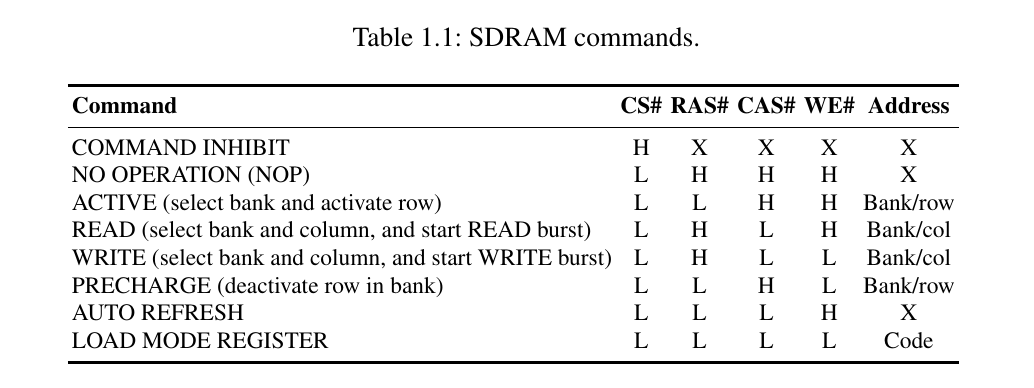 Table 1.1: SDRAM commands.
Command CS# RAS# CAS# WE# Address
COMMAND INHIBIT H X X X X
NO OPERATION (NOP) L H H H X
ACTIVE (select bank and activate row) L L H H Bank/row
READ (select bank and column, and start READ burst) L H L H Bank/col
WRITE (select bank and column, and start WRITE burst) L H L L Bank/col
PRECHARGE (deactivate row in bank) L L H L Bank/row
AUTO REFRESH L L L H X
LOAD MODE REGISTER L L L L Code